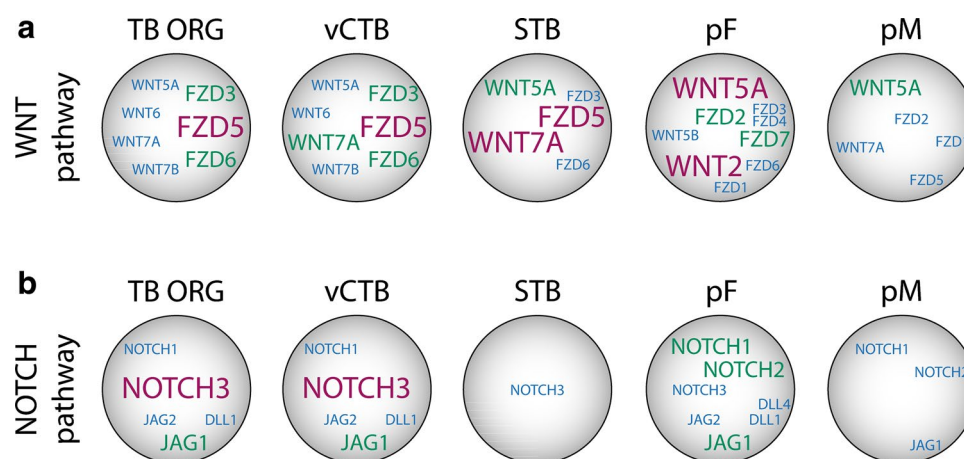 a
TB ORG vCTB STB pF pM
WNT pathway
WNT5A
FZD3
WNT6
FZD5
WNT7A
FZD6
WNT7B
WNT5A
FZD3
WNT6
FZD5
WNT7A
FZD6
WNT7B
WNT5A
FZD3
FZD5
WNT7A
FZD6
WNT5A
FZD2
FZD3
FZD4
WNT5B
FZD7
WNT2
FZD6
FZD1
WNT5A
FZD2
WNT7A
FZD
FZD5
b
TB ORG vCTB STB pF pM
NOTCH pathway
NOTCH1
NOTCH3
JAG2 DLL1
JAG1
NOTCH1
NOTCH3
JAG2 DLL1
JAG1
NOTCH3
NOTCH1
NOTCH2
NOTCH3
DLL4
JAG2 DLL1
JAG1
NOTCH1
NOTCH2
JAG1